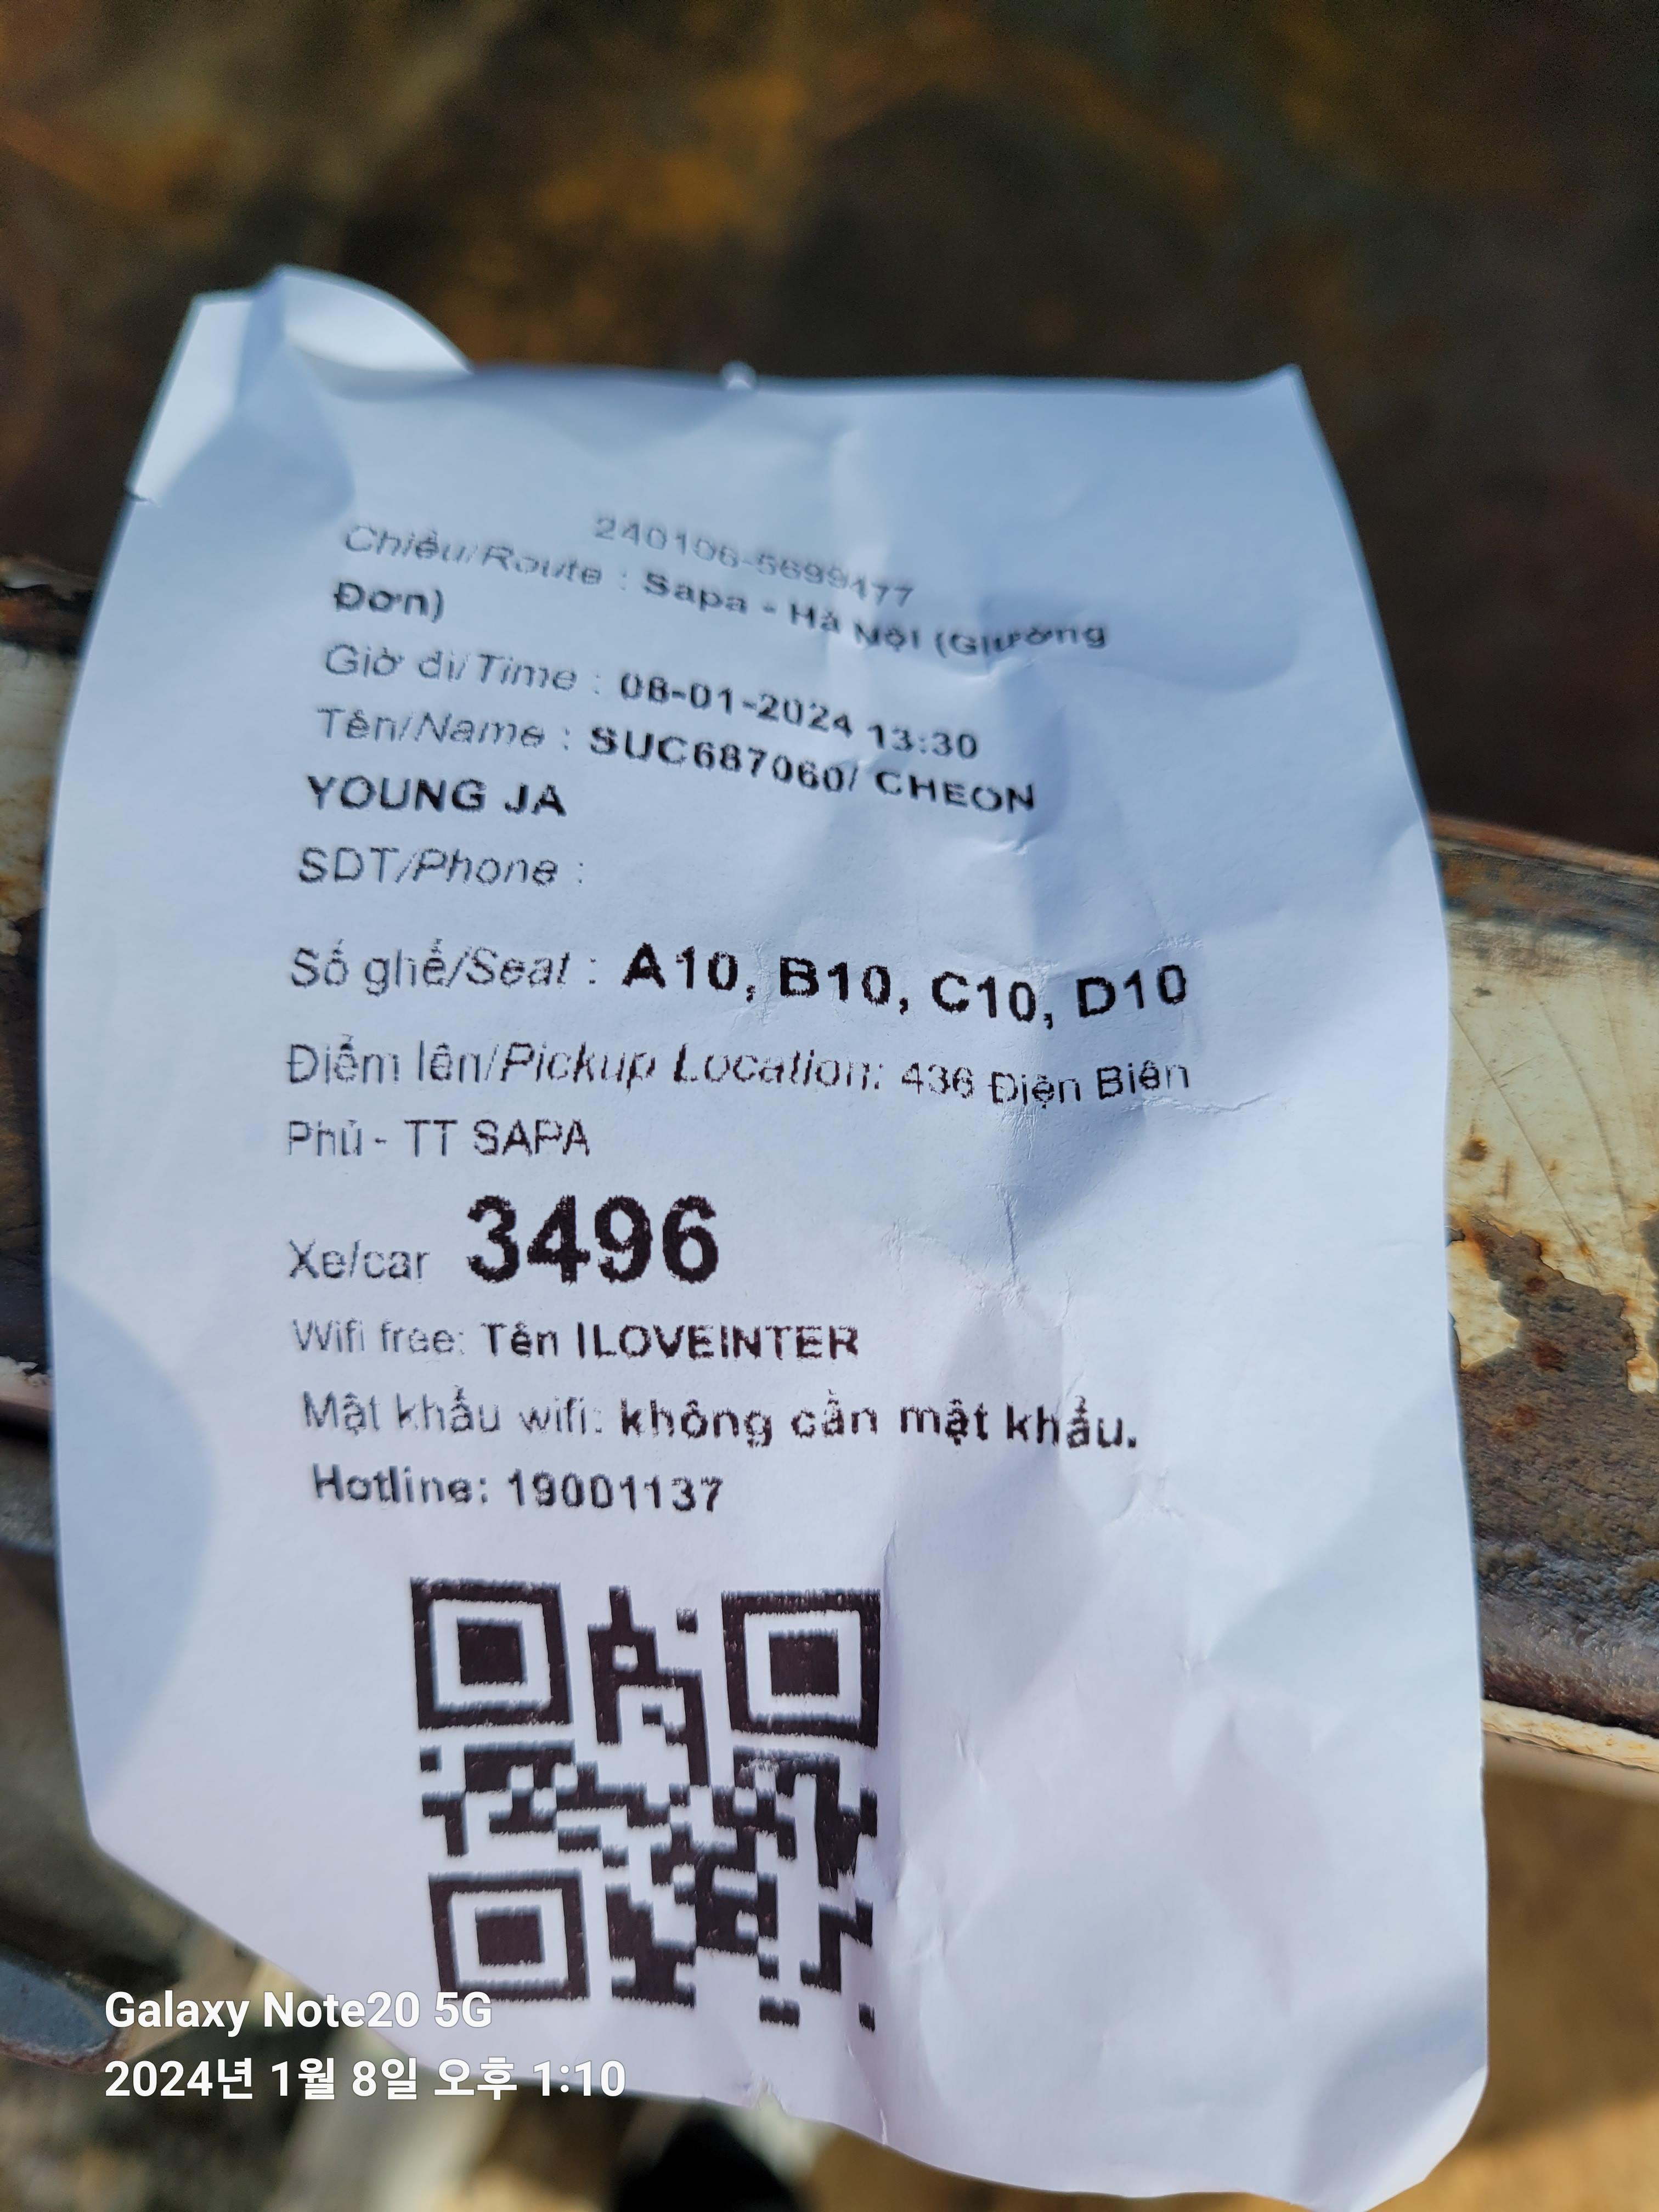 240106-5699477
Chiều/Route : Sapa - Hà Nội (Giường
Đơn)
Giờ đi/Time : 08-01-2024 13:30
Tên/Name : SUC687060/ CHEON
YOUNG JA
SDT/Phone :
Số ghế/Seat : A10, B10, C10, D10
Điểm lên/Pickup Location: 436 Điện Biên
Phủ - TT SAPA
Xe/car 3496
Wifi free: Tên ILOVEINTER
Mật khẩu wifi: không cần mật khẩu.
Hotline: 19001137
Galaxy Note20 5G
2024년 1월 8일 오후 1:10